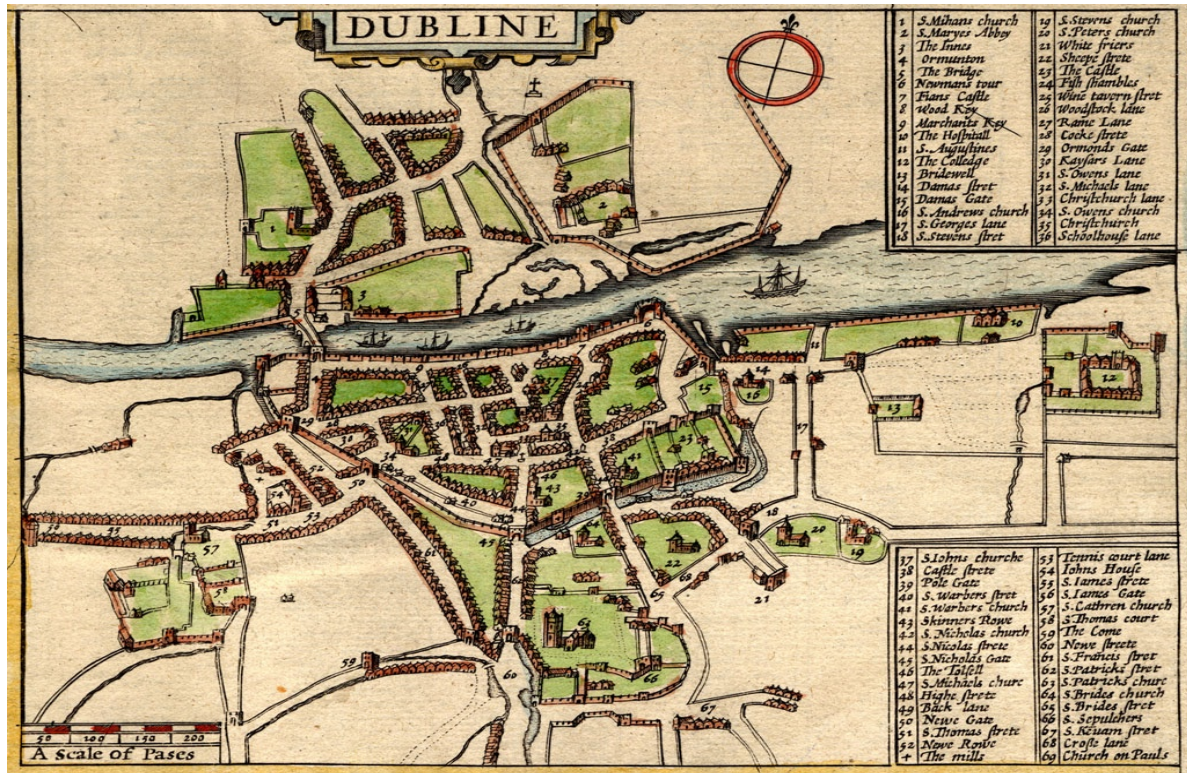 DUBLINE
1 S.Mihans church
2 S.Maryes Abbey
3 The Innes
4 Ormunton
5 The Bridge
6 Newmans tour
7 Fians Castle
8 Wood Key
9 Marchants Key
10 The Hospitall
11 S. Augustines
12 The Colledge
13 Bridewell
14 Damas stret
15 Damas Gate
16 S. Andrews church
17 S. Georges lane
18 S.Stevens stret
19 S.Stevens church
20 S.Peters church
21 White friers
22 Sheepe strete
23 The Castle
24 Fish shambles
25 Wine tavern stret
26 Woodstock lane
27 Rame Lane
28 Cocke strete
29 Ormonds Gate
30 Kaysars Lane
31 S.Owens lane
32 S.Michaels lane
33 Christchurch lane
34 S.Owens church
35 Christchurch
36 Schoolhouse lane
37 S.Iohns churche
38 Castle strete
39 Pole Gate
40 S.Warbers stret
41 S.Warbers church
43 Skinners Rowe
42 S.Nicholas church
44 S.Nicolas strete
45 S.Nicholas Gate
46 The Tolsell
47 S.Michaels churc
48 Highe strete
49 Back lane
50 Newe Gate
51 S.Thomas strete
52 Newe Rowe
+ The mills
53 Tennis court lane
54 Iohns House
55 S.Iames strete
56 S.Iames Gate
57 S.Cathren church
58 S.Thomas court
59 The Come
60 Newe streete
61 S.Francis stret
62 S.Patricks stret
63 S.Patricks churc
64 S.Brides church
65 S.Brides stret
66 S. Sepulchers
67 S.Keuam stret
68 Crosse lane
69 Church on Pauls
50 100 150 200
A Scale of Pases